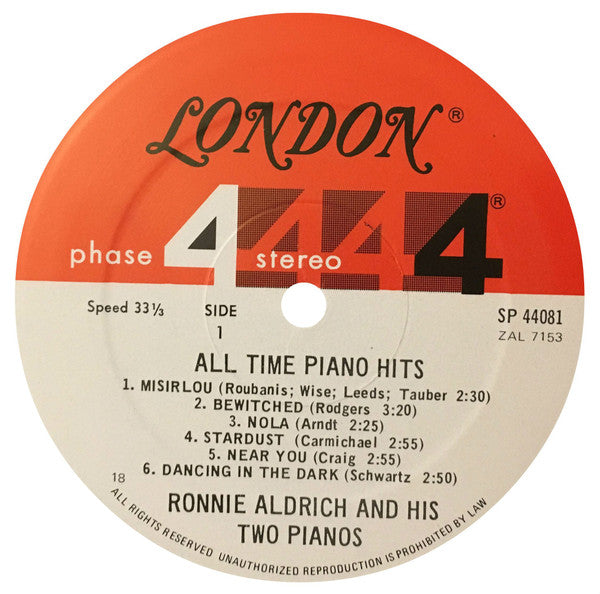 LONDON®
phase 4 stereo 4 4 4®
Speed 33⅓ SIDE SP 44081
1 ZAL 7153
ALL TIME PIANO HITS
1. MISIRLOU (Roubanis; Wise; Leeds; Tauber 2:30)
2. BEWITCHED (Rodgers 3:20)
3. NOLA (Arndt 2:25)
4. STARDUST (Carmichael 2:55)
5. NEAR YOU (Craig 2:55)
6. DANCING IN THE DARK (Schwartz 2:50)
18
RONNIE ALDRICH AND HIS
TWO PIANOS
ALL RIGHTS RESERVED UNAUTHORIZED REPRODUCTION IS PROHIBITED BY LAW